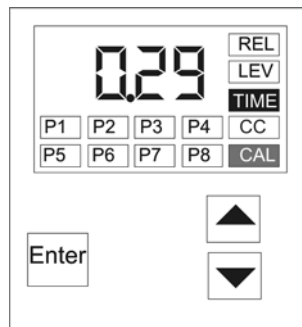 0.29
REL
LEV
TIME
P1 P2 P3 P4 CC
P5 P6 P7 P8 CAL
Enter